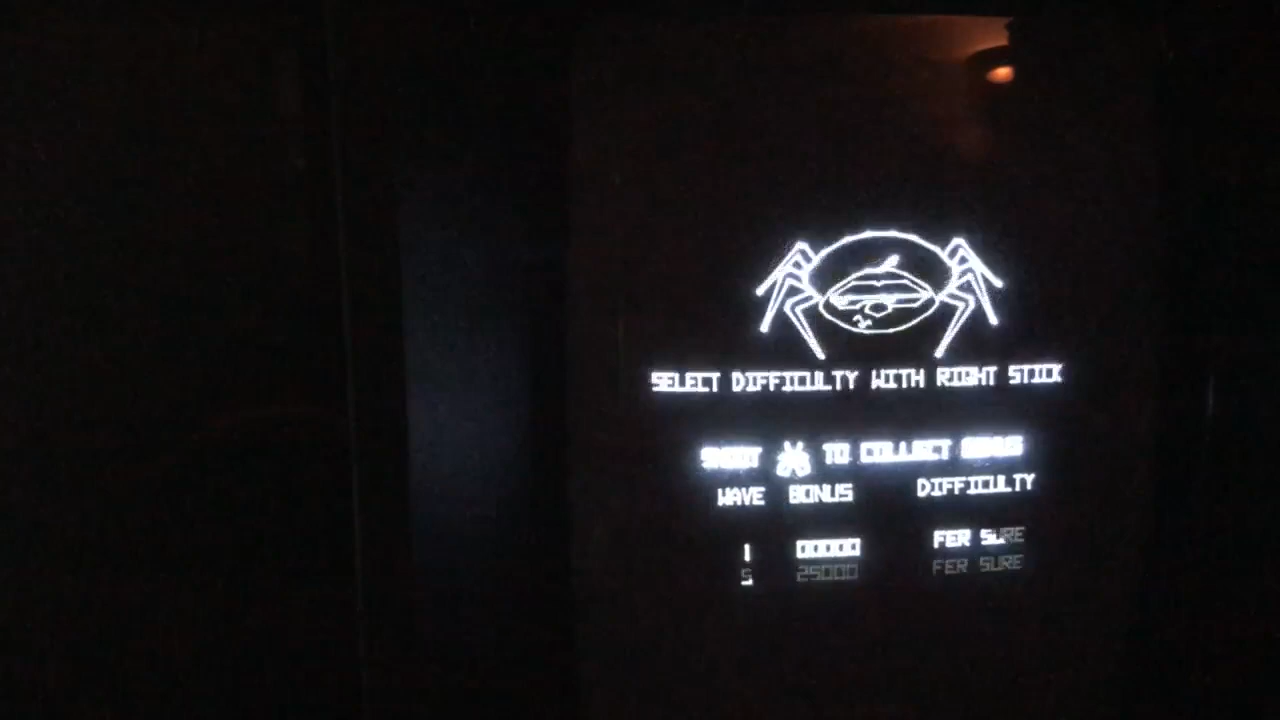 SELECT DIFFICULTY WITH RIGHT STICK
SHOOT TO COLLECT BONUS
WAVE BONUS DIFFICULTY
1 00000 FER SURE
5 25000 FER SURE